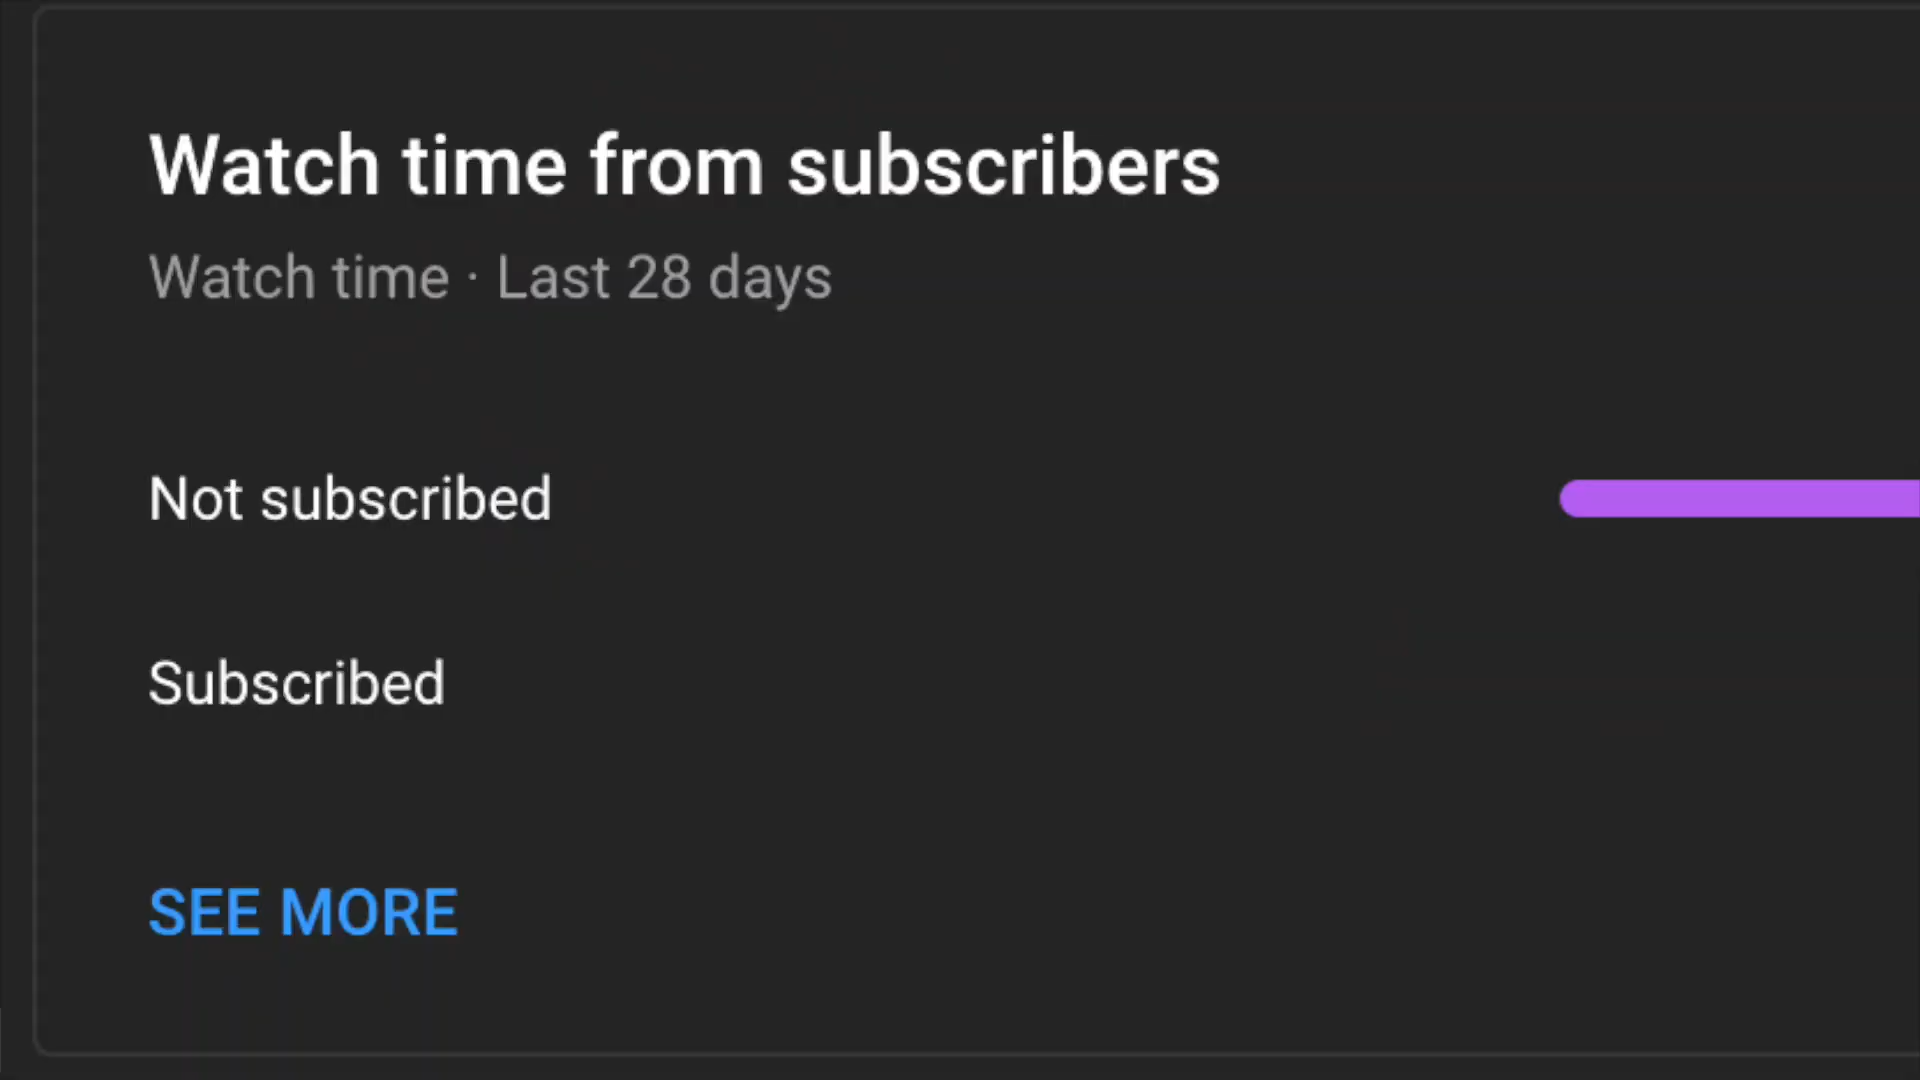 Watch time from subscribers
Watch time · Last 28 days
Not subscribed
Subscribed
SEE MORE